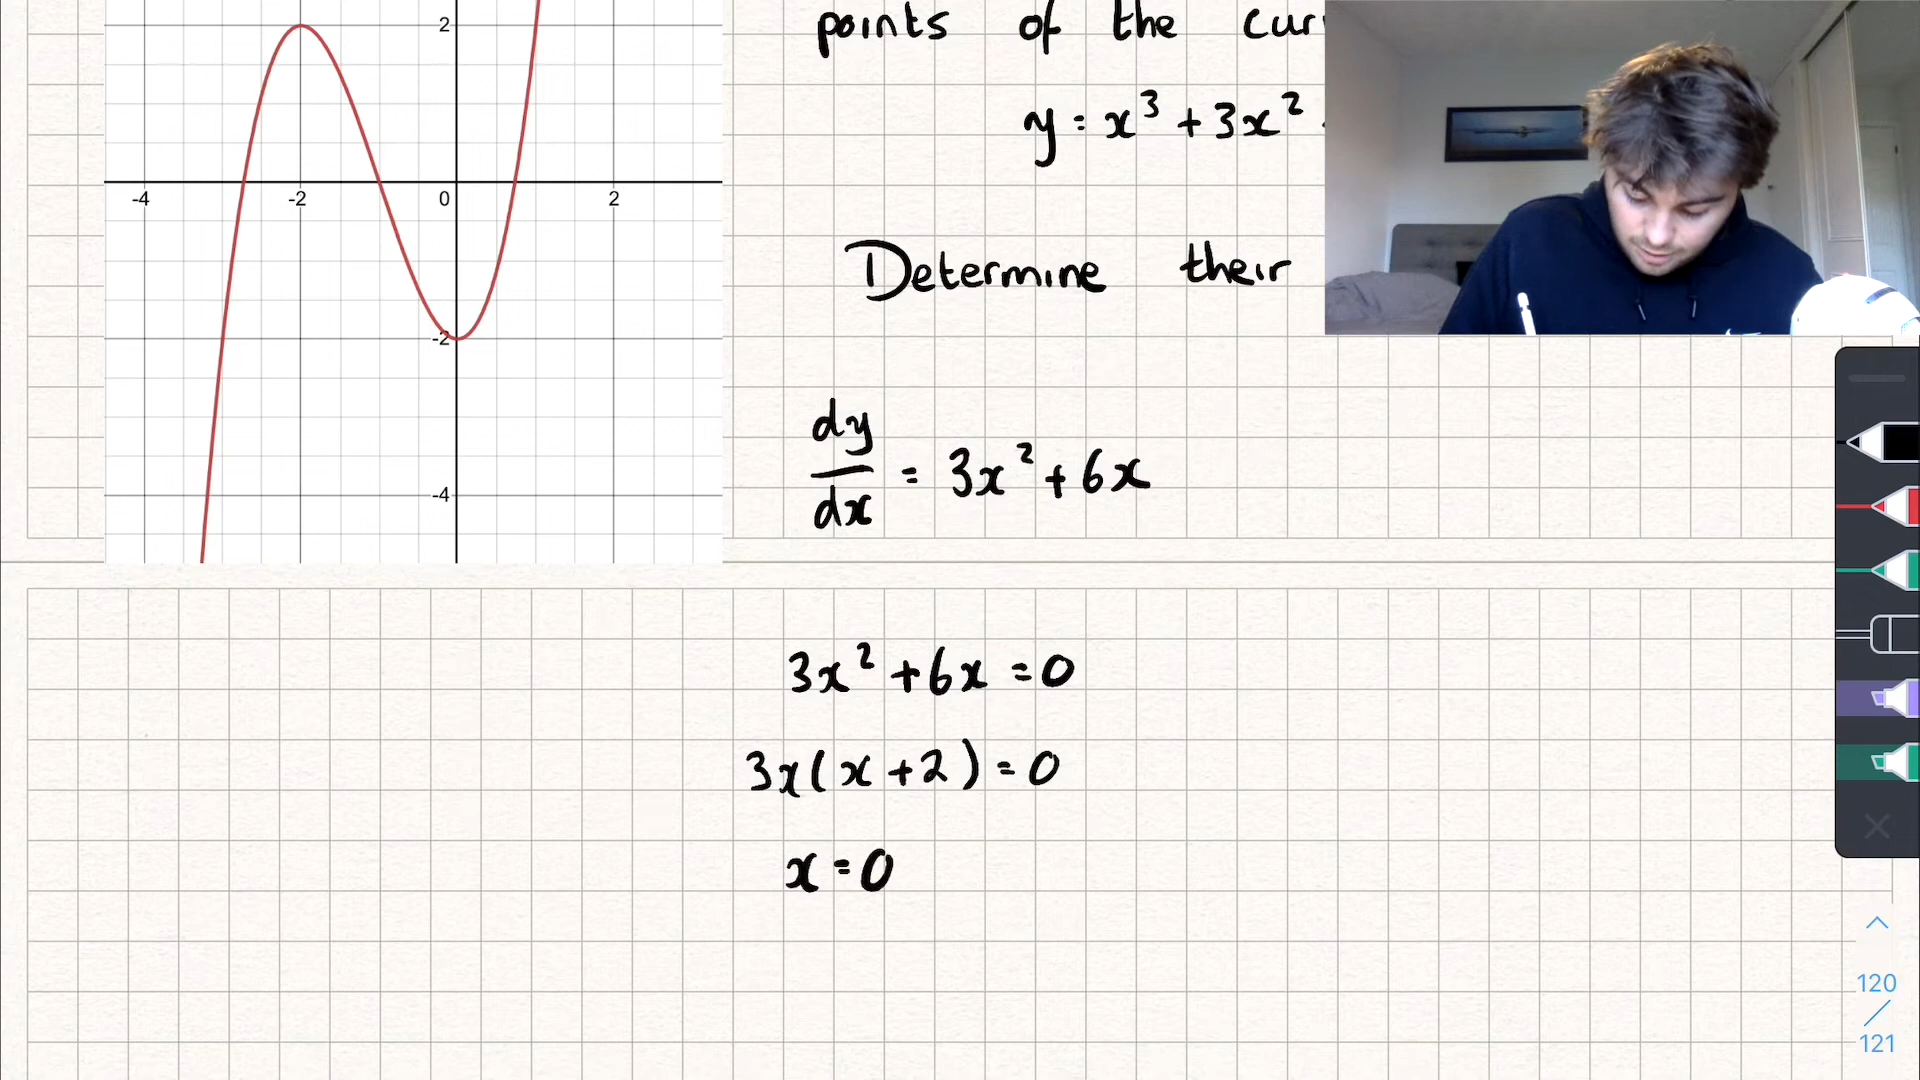 points of the cur
y = x³ + 3x²
Determine their
2
-4 -2 0 2
-2
-4
dy/dx = 3x² + 6x
3x² + 6x = 0
3x(x + 2) = 0
x = 0
120
/
121